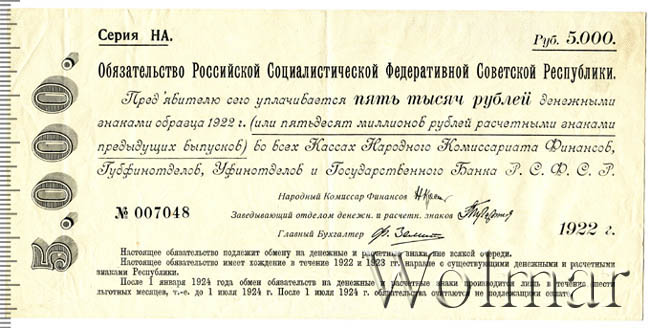 Серия НА.
Руб. 5.000.
5.000.
Обязательство Российской Социалистической Федеративной Советской Республики.
Пред'явителю сего уплачивается пять тысяч рублей денежными
знаками образца 1922 г. (или пятьдесят миллионов рублей расчетными знаками
предыдущих выпусков) во всех Кассах Народного Комиссариата Финансов,
Губфинотделов, Уфинотделов и Государственного Банка Р. С. Ф. С. Р.
Народный Комиссар Финансов
№ 007048
Заведывающий отделом денежн. и расчетн. знаков
Главный Бухгалтер
1922 г.
Настоящее обязательство подлежит обмену на денежные и расчетные знаки вне всякой очереди.
Настоящее обязательство имеет хождение в течение 1922 и 1923 гг. наравне с существующими денежными и расчетными
знаками Республики.
После 1 января 1924 года обмен обязательств на денежные и расчетные знаки производится лишь в течение шести
льготных месяцев, т.-е. до 1 июля 1924 г. После 1 июля 1924 г. обязательства считаются не подлежащими оплате.
Wolmar